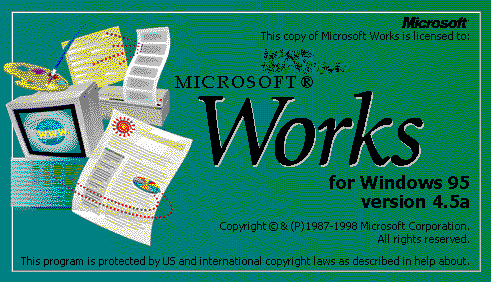 Microsoft
This copy of Microsoft Works is licensed to:
MICROSOFT®
Works
for Windows 95
version 4.5a
WWW
Copyright © & (P)1987-1998 Microsoft Corporation.
All rights reserved.
This program is protected by US and international copyright laws as described in help about.